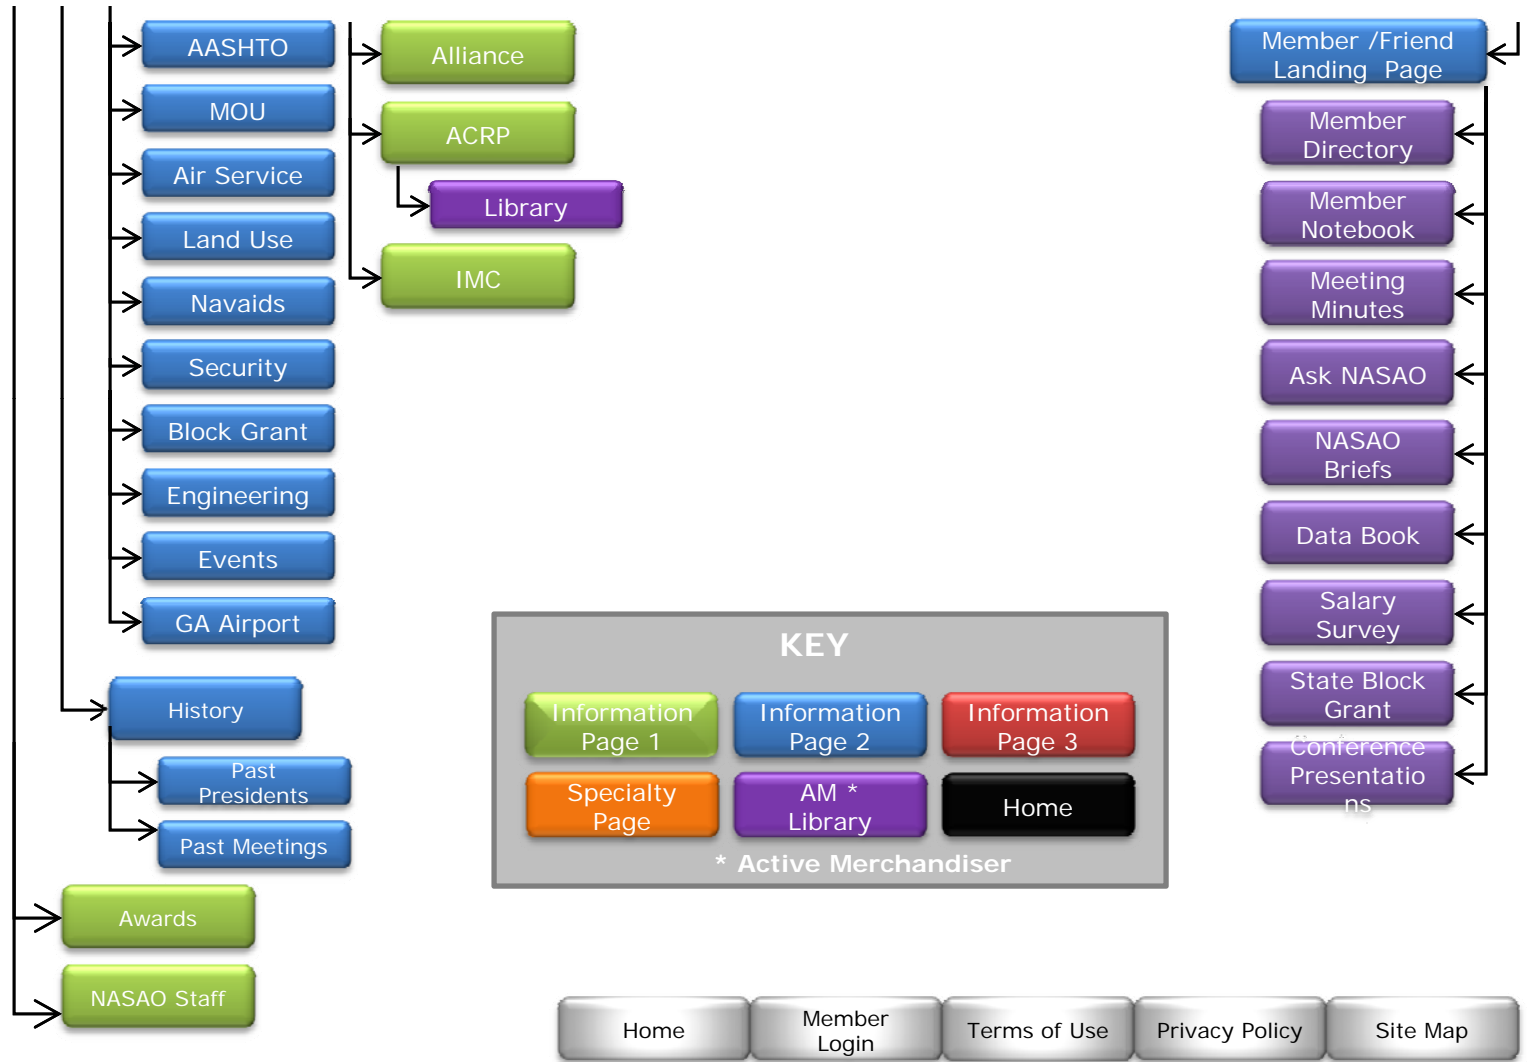 AASHTO
MOU
Air Service
Land Use
Navaids
Security
Block Grant
Engineering
Events
GA Airport
History
Past
Presidents
Past Meetings
Awards
NASAO Staff
Alliance
ACRP
Library
IMC
Member /Friend
Landing Page
Member
Directory
Member
Notebook
Meeting
Minutes
Ask NASAO
NASAO
Briefs
Data Book
Salary
Survey
State Block
Grant
Conference
Presentatio
ns
KEY
Information
Page 1
Information
Page 2
Information
Page 3
Specialty
Page
AM *
Library
Home
* Active Merchandiser
Home
Member
Login
Terms of Use
Privacy Policy
Site Map